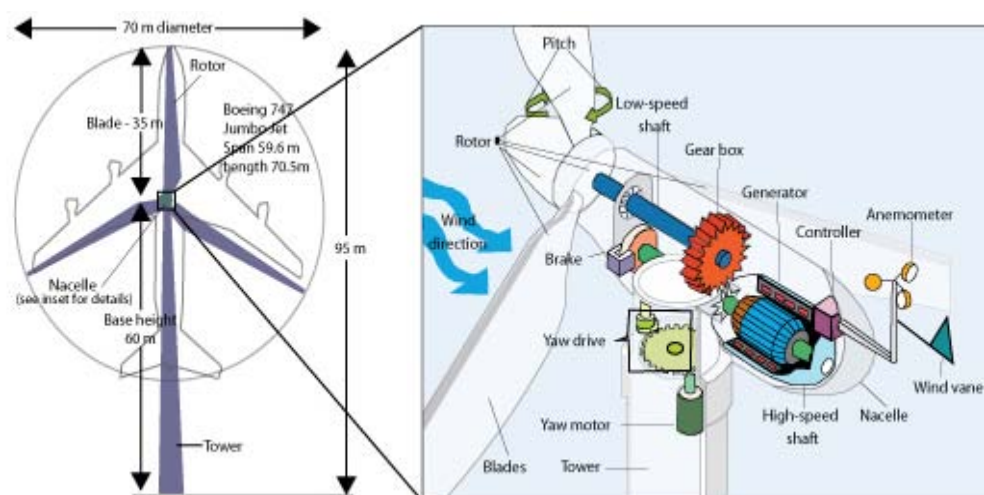 70 m diameter
Rotor
Blade - 35 m
Boeing 747
Jumbo Jet
Span 59.6 m
Length 70.5m
95 m
Nacelle
(see inset for details)
Base height
60 m
Tower
Pitch
Low-speed
shaft
Rotor
Gear box
Generator
Anemometer
Controller
Wind
direction
Brake
Yaw drive
Wind vane
Nacelle
High-speed
shaft
Yaw motor
Blades
Tower